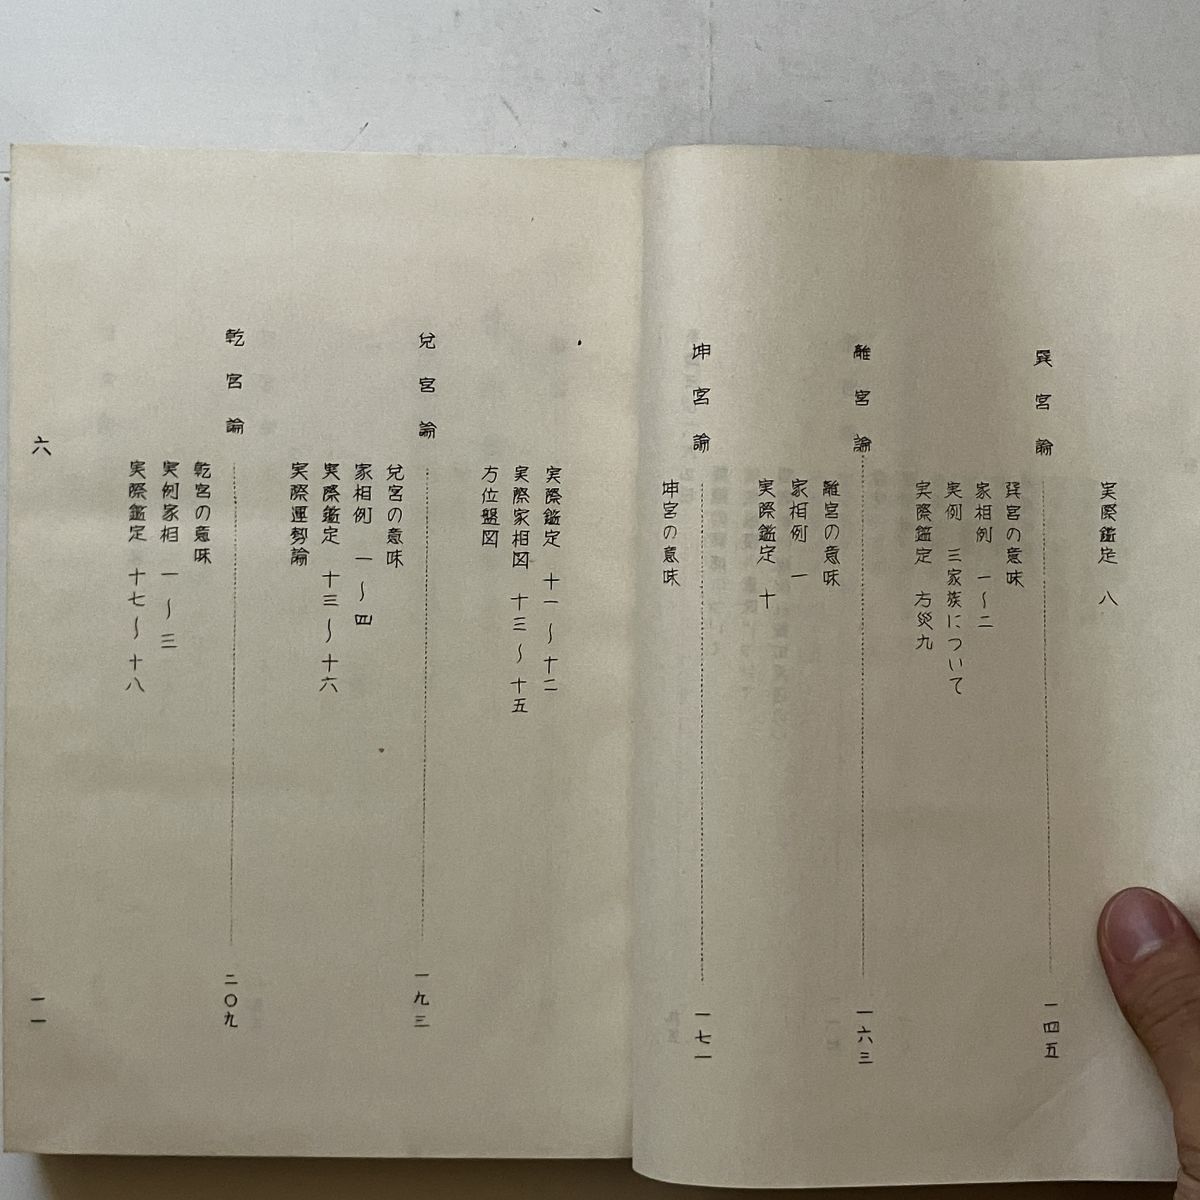 実際鑑定 八
巽宮論 一四五
巽宮の意味
家相例 一〜二
実例 三家族について
実際鑑定 方災九
離宮論 一六三
離宮の意味
家相例 一
実際鑑定 十
坤宮論 一七一
坤宮の意味
実際鑑定 十一〜十二
実際家相図 十三〜十五
方位盤図
兌宮論 一九三
兌宮の意味
家相例 一〜四
実際鑑定 十三〜十六
実際運勢論
乾宮論 二〇九
乾宮の意味
実例家相 一〜三
実際鑑定 十七〜十八
六
一一